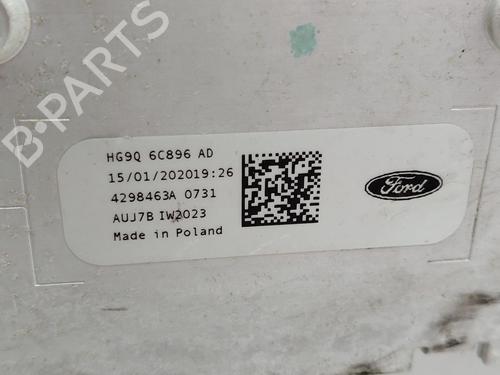 B-PARTS
HG9Q 6C896 AD
15/01/202019:26
4298463A 0731
AUJ7B IW2023
Made in Poland
Ford